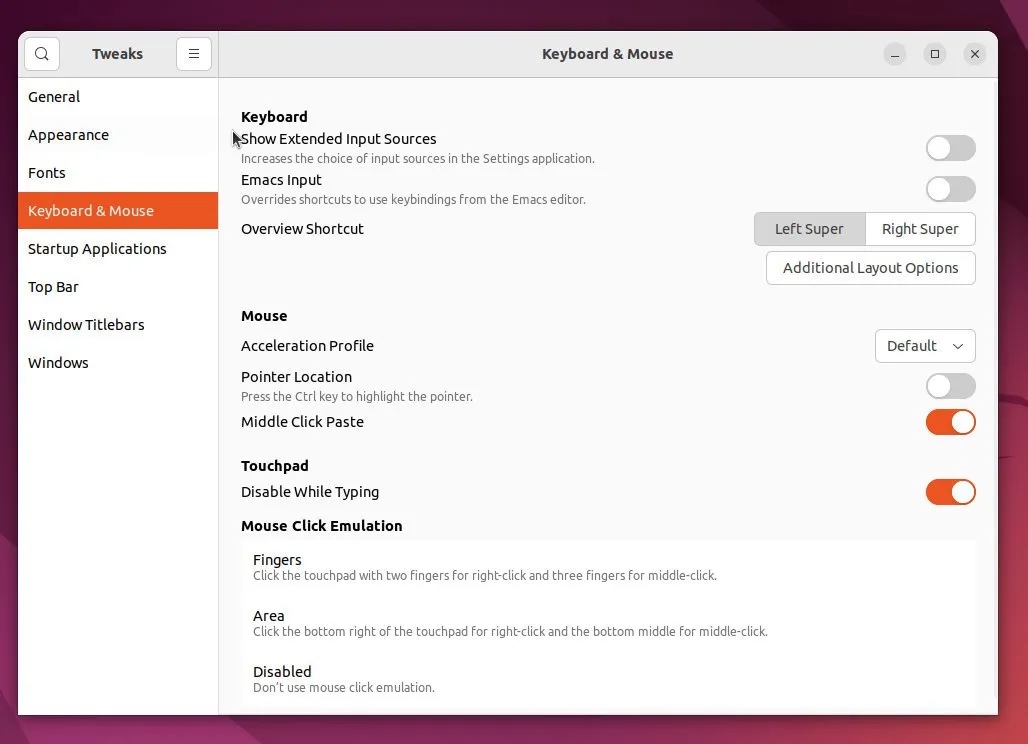 Tweaks
Keyboard & Mouse
General
Appearance
Fonts
Keyboard & Mouse
Startup Applications
Top Bar
Window Titlebars
Windows
Keyboard
Show Extended Input Sources
Increases the choice of input sources in the Settings application.
Emacs Input
Overrides shortcuts to use keybindings from the Emacs editor.
Overview Shortcut
Left Super
Right Super
Additional Layout Options
Mouse
Acceleration Profile
Default
Pointer Location
Press the Ctrl key to highlight the pointer.
Middle Click Paste
Touchpad
Disable While Typing
Mouse Click Emulation
Fingers
Click the touchpad with two fingers for right-click and three fingers for middle-click.
Area
Click the bottom right of the touchpad for right-click and the bottom middle for middle-click.
Disabled
Don’t use mouse click emulation.